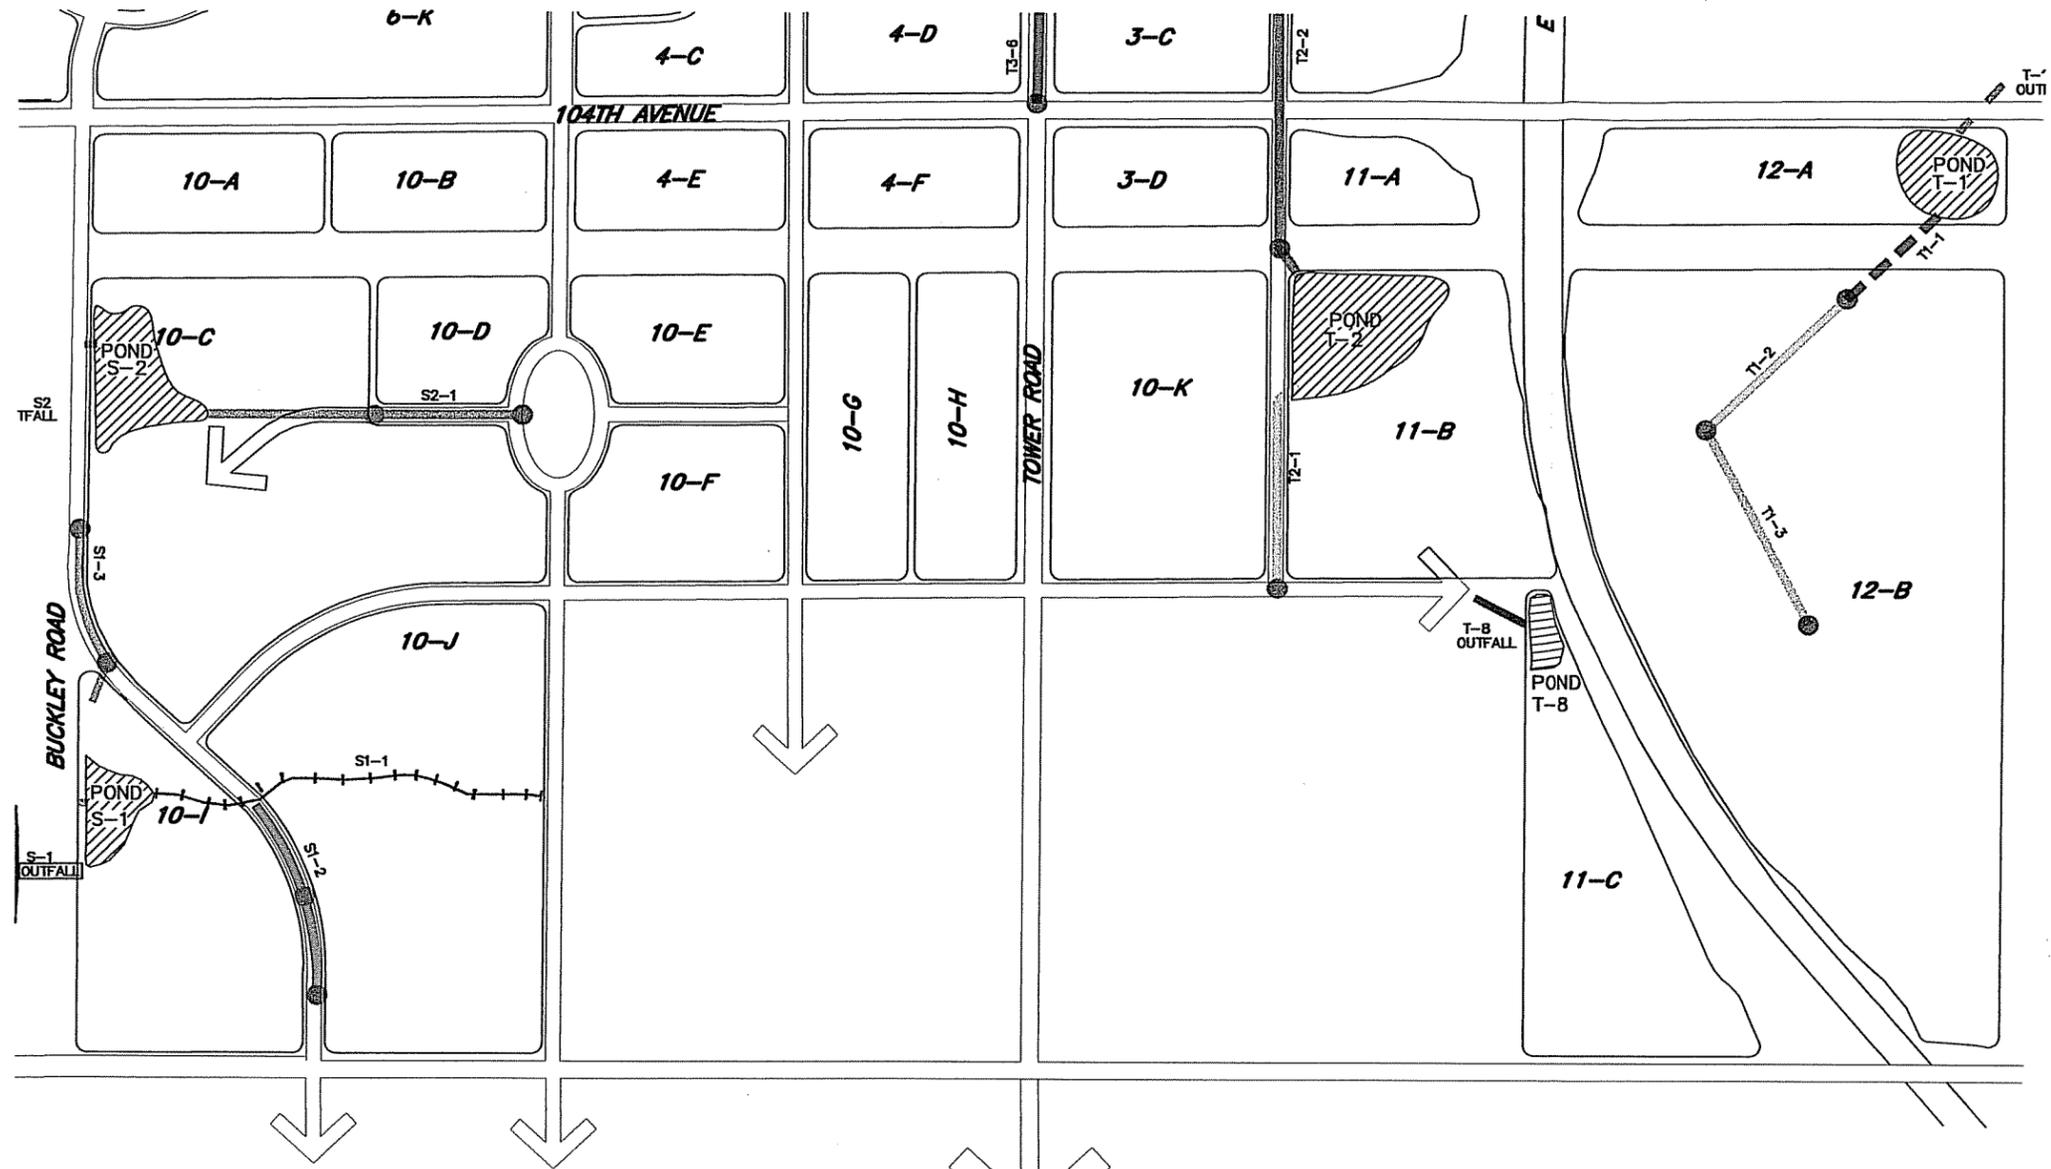 6-K
4-C
4-D
T3-6
3-C
T2-2
E
T-
OUT
104TH AVENUE
10-A
10-B
4-E
4-F
3-D
11-A
12-A
POND
T-1
T1-1
10-C
POND
S-2
10-D
10-E
TOWER ROAD
10-K
POND
T-2
T1-2
S2
TFALL
S2-1
10-G
10-H
11-B
10-F
T2-1
T1-3
S1-3
12-B
BUCKLEY ROAD
10-J
T-8
OUTFALL
POND
T-8
S1-1
POND
S-1
10-I
S1-2
S-1
OUTFALL
11-C